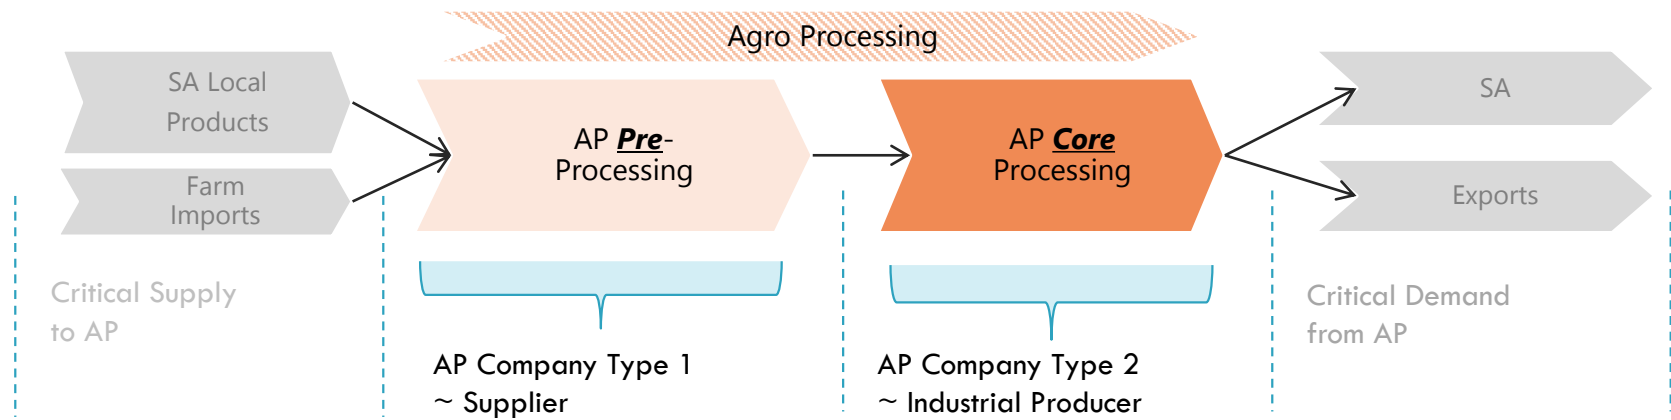 Agro Processing
SA Local
Products
Farm
Imports
AP Pre-
Processing
AP Core
Processing
SA
Exports
Critical Supply
to AP
AP Company Type 1
~ Supplier
AP Company Type 2
~ Industrial Producer
Critical Demand
from AP